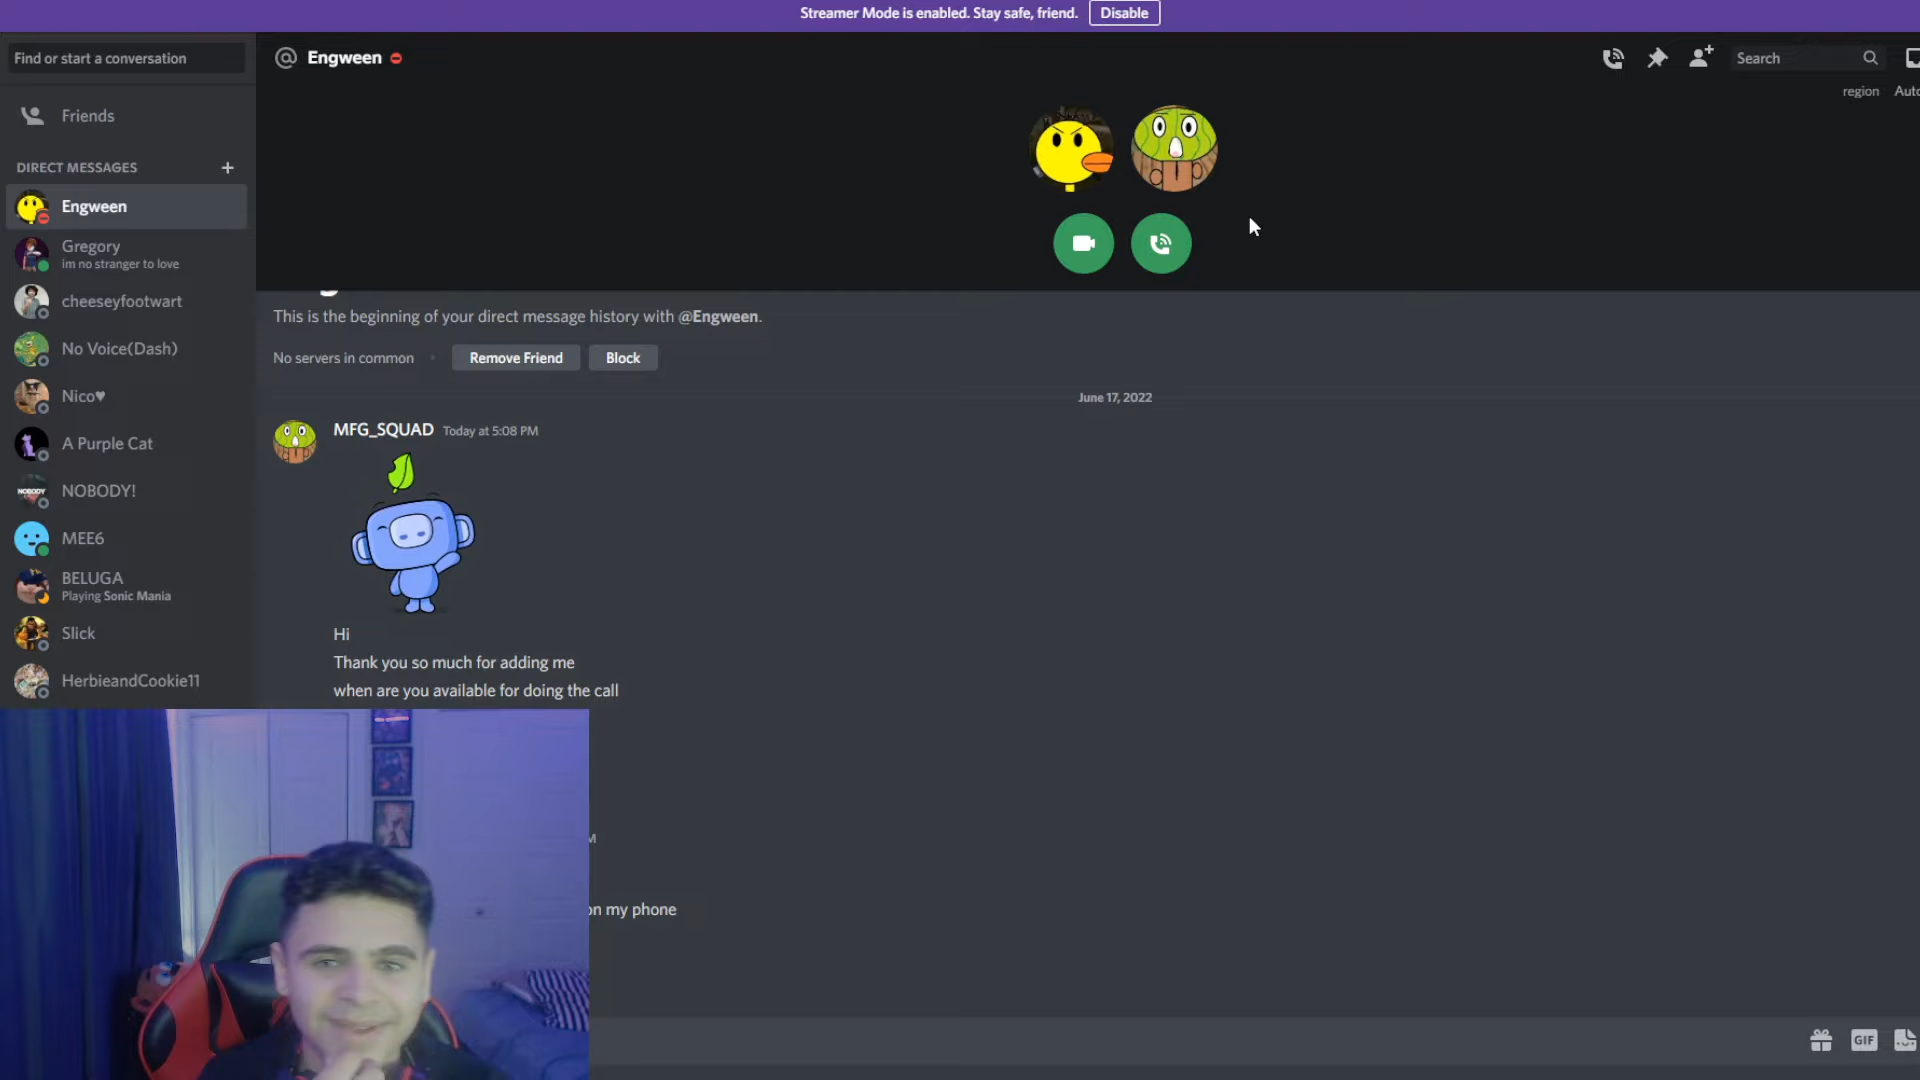 Streamer Mode is enabled. Stay safe, friend. Disable
Find or start a conversation
Engween
Search
region Auto
Friends
DIRECT MESSAGES
Engween
Gregory
im no stranger to love
cheeseyfootwart
No Voice(Dash)
Nico♥
A Purple Cat
NOBODY!
MEE6
BELUGA
Playing Sonic Mania
Slick
HerbieandCookie11
This is the beginning of your direct message history with @Engween.
No servers in common Remove Friend Block
June 17, 2022
MFG_SQUAD Today at 5:08 PM
Hi
Thank you so much for adding me
when are you available for doing the call
on my phone
GIF